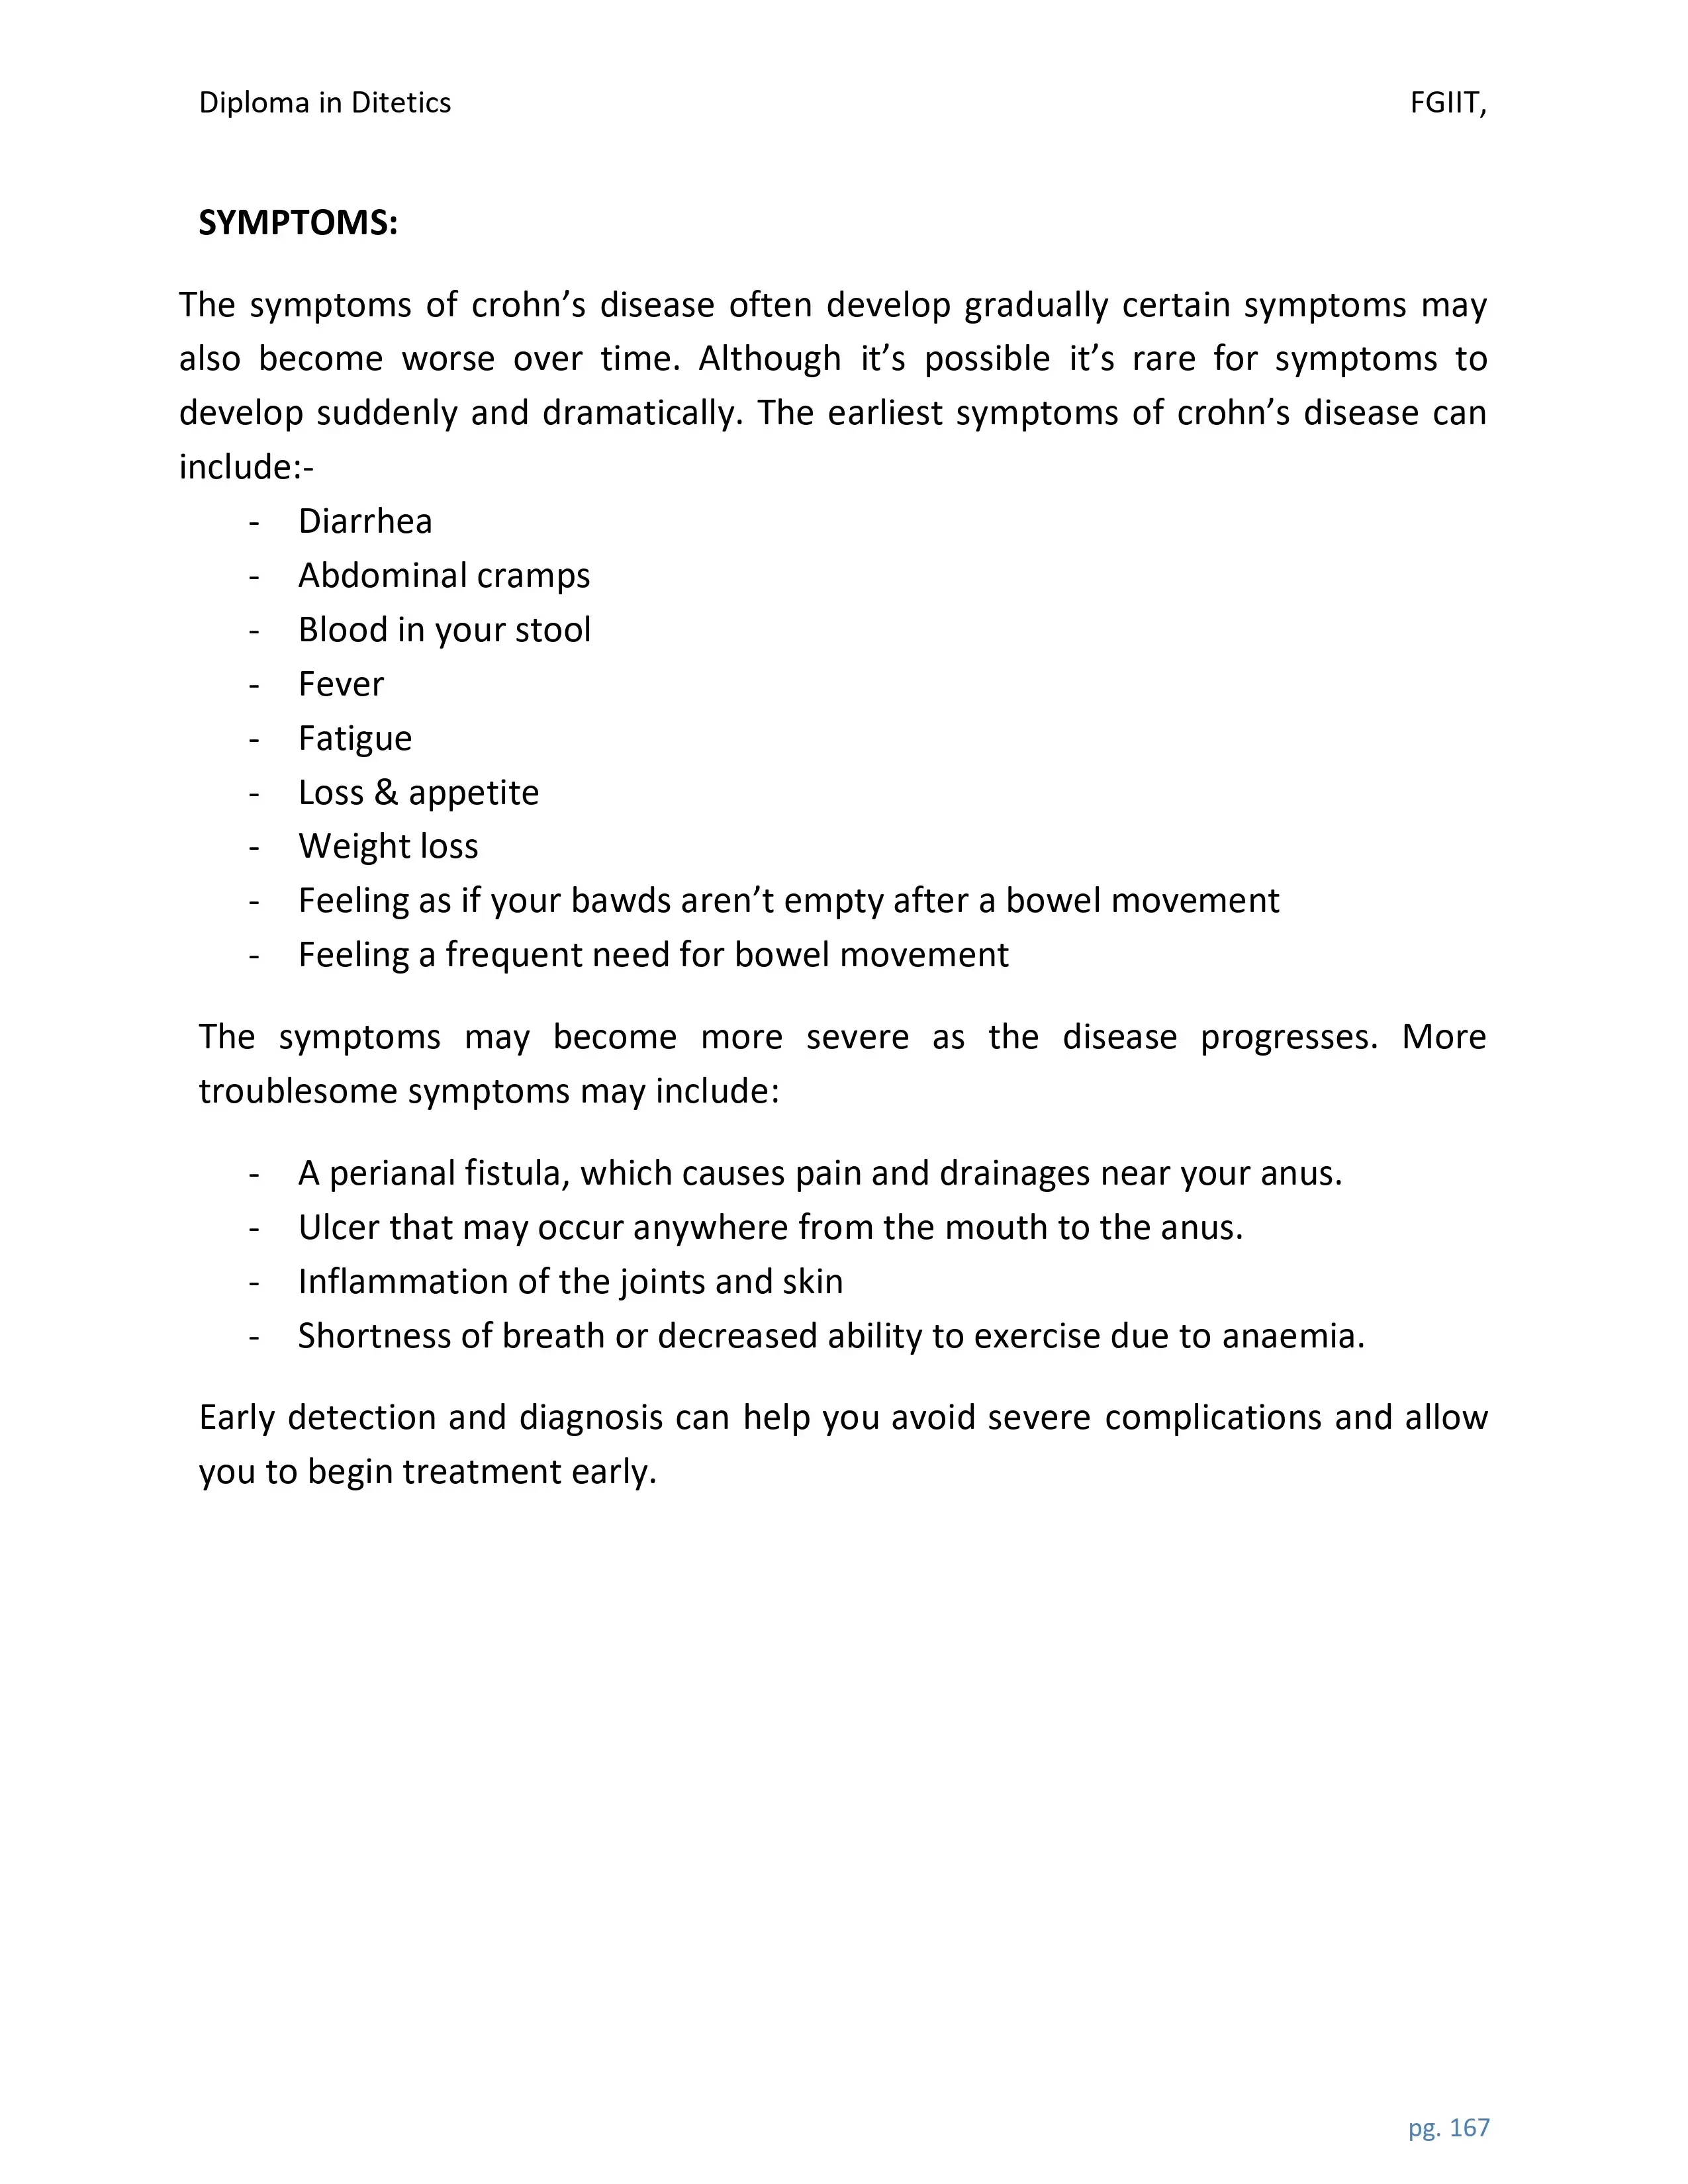 Diploma in Ditetics FGIIT,
SYMPTOMS:
The symptoms of crohn’s disease often develop gradually certain symptoms may
also become worse over time. Although it’s possible it’s rare for symptoms to
develop suddenly and dramatically. The earliest symptoms of crohn’s disease can
include:-
- Diarrhea
- Abdominal cramps
- Blood in your stool
- Fever
- Fatigue
- Loss & appetite
- Weight loss
- Feeling as if your bawds aren’t empty after a bowel movement
- Feeling a frequent need for bowel movement
The symptoms may become more severe as the disease progresses. More
troublesome symptoms may include:
- A perianal fistula, which causes pain and drainages near your anus.
- Ulcer that may occur anywhere from the mouth to the anus.
- Inflammation of the joints and skin
- Shortness of breath or decreased ability to exercise due to anaemia.
Early detection and diagnosis can help you avoid severe complications and allow
you to begin treatment early.
pg. 167